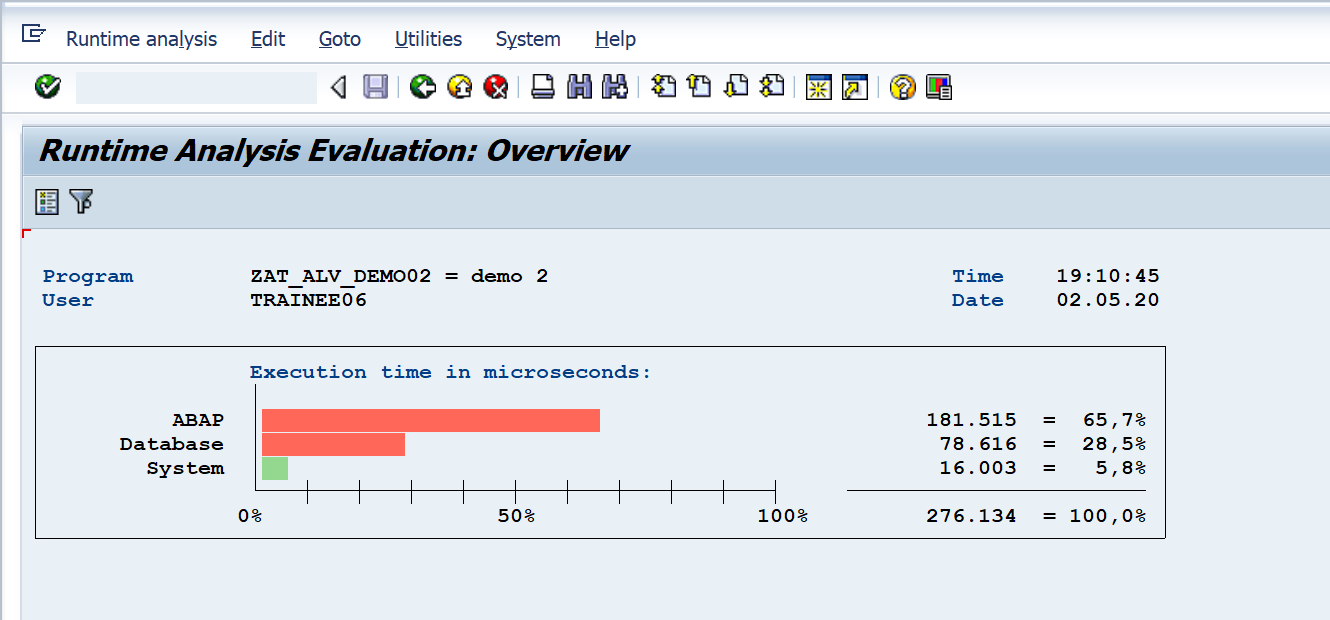 Runtime analysis Edit Goto Utilities System Help
Runtime Analysis Evaluation: Overview
Program ZAT_ALV_DEMO02 = demo 2 Time 19:10:45
User TRAINEE06 Date 02.05.20
Execution time in microseconds:
ABAP 181.515 = 65,7%
Database 78.616 = 28,5%
System 16.003 = 5,8%
0% 50% 100% 276.134 = 100,0%